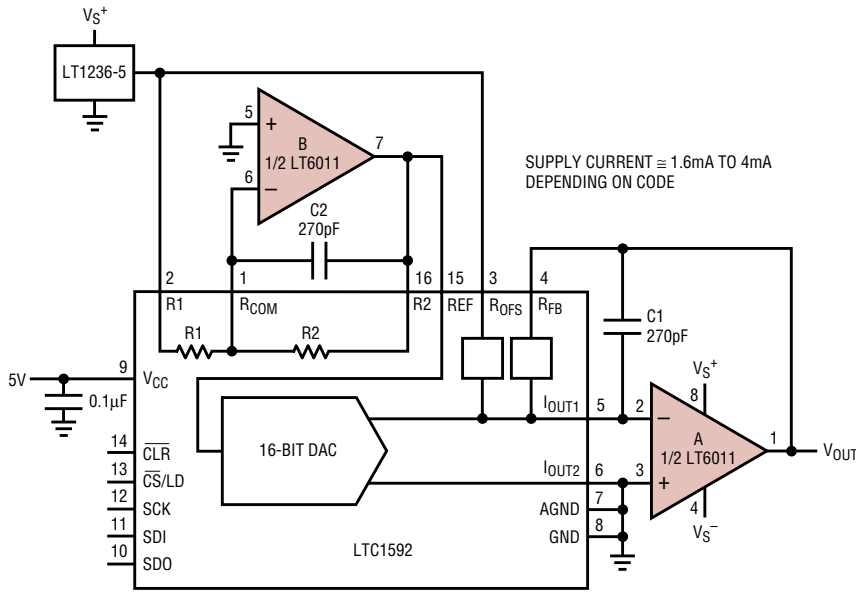 VS+
LT1236-5
5
+
B
1/2 LT6011
7
6
–
C2
270pF
SUPPLY CURRENT ≅ 1.6mA TO 4mA
DEPENDING ON CODE
2
1
16
15
3
4
R1
RCOM
R2
REF
ROFS
RFB
R1
R2
C1
270pF
5V
9
VCC
0.1µF
16-BIT DAC
IOUT1
5
2
–
VS+
8
A
1/2 LT6011
1
VOUT
IOUT2
6
3
+
4
VS–
AGND
7
GND
8
14
CLR
13
CS/LD
12
SCK
11
SDI
10
SDO
LTC1592